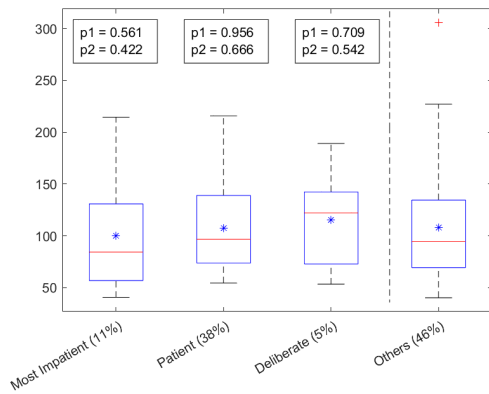 p1 = 0.561
p2 = 0.422
p1 = 0.956
p2 = 0.666
p1 = 0.709
p2 = 0.542
300
250
200
150
100
50
Most Impatient (11%)
Patient (38%)
Deliberate (5%)
Others (46%)